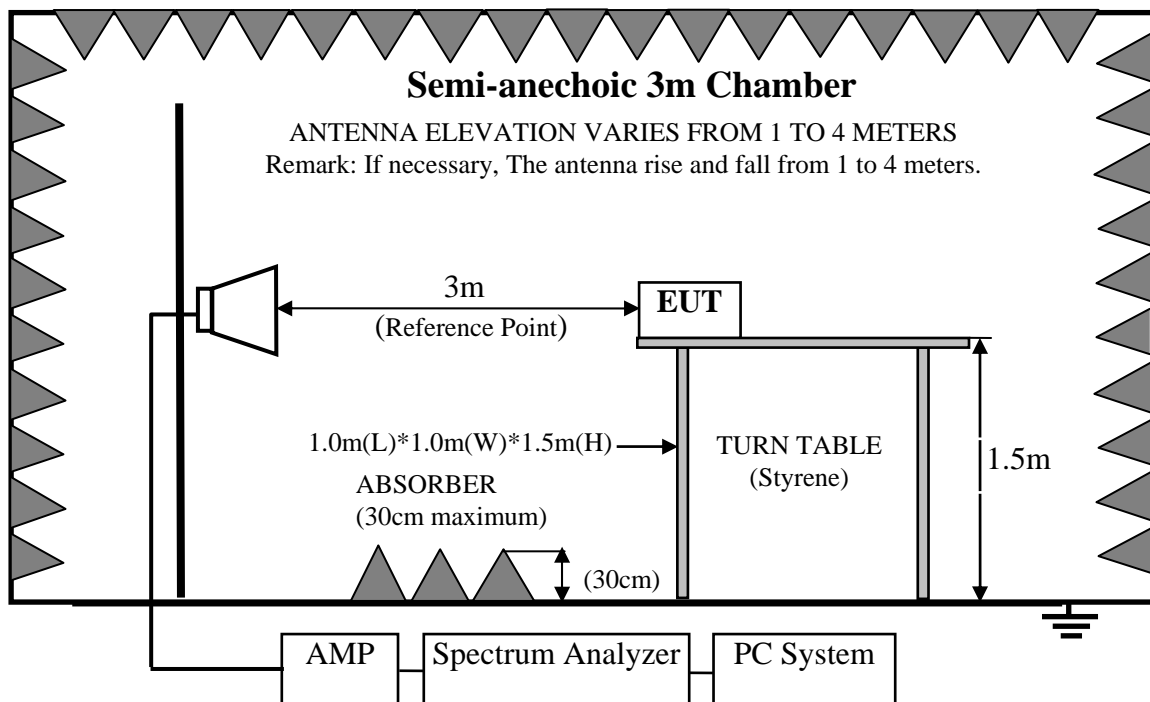 Semi-anechoic 3m Chamber
ANTENNA ELEVATION VARIES FROM 1 TO 4 METERS
Remark: If necessary, The antenna rise and fall from 1 to 4 meters.
3m
(Reference Point)
EUT
1.0m(L)*1.0m(W)*1.5m(H)
TURN TABLE
(Styrene)
1.5m
ABSORBER
(30cm maximum)
(30cm)
AMP
Spectrum Analyzer
PC System